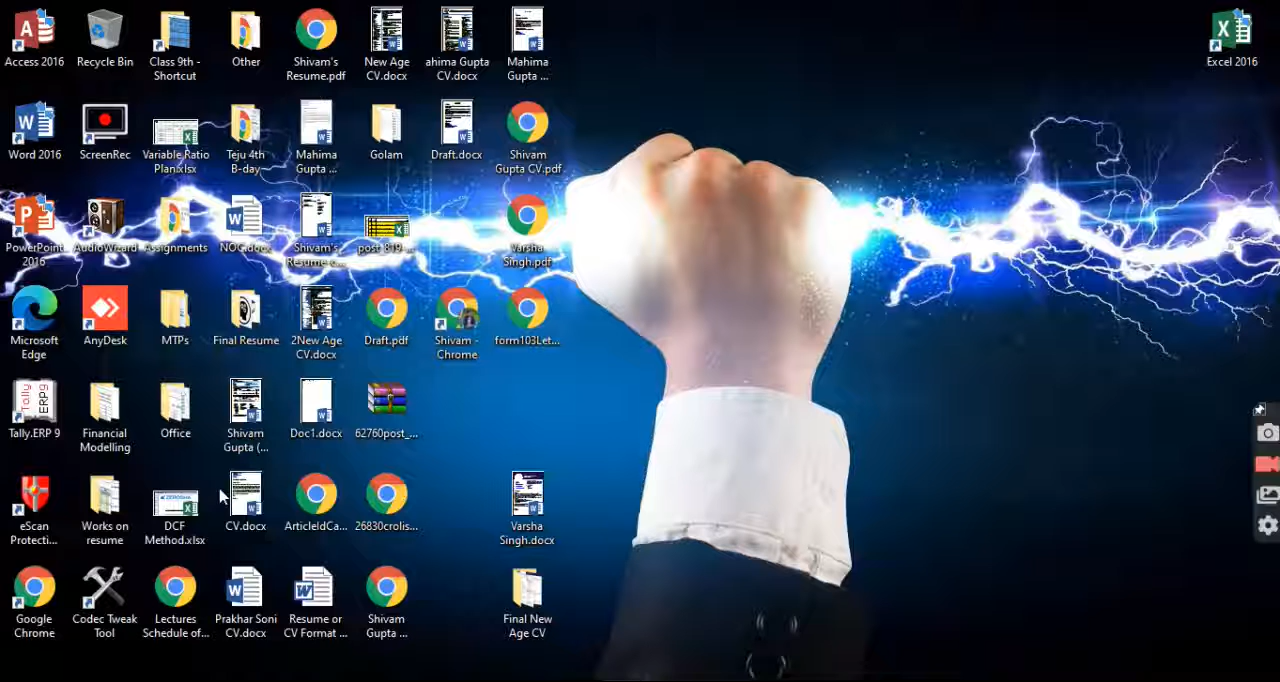 Access 2016
Recycle Bin
Class 9th -
Shortcut
Other
Shivam's
Resume.pdf
New Age
CV.docx
ahima Gupta
CV.docx
Mahima
Gupta ...
Excel 2016
Word 2016
ScreenRec
Variable Ratio
Plan.xlsx
Teju 4th
B-day
Mahima
Gupta ...
Golam
Draft.docx
Shivam
Gupta CV.pdf
PowerPoint
2016
AudioWizard
Assignments
NOC.docx
Shivam's
Resume-c...
post_819-...
Varsha
Singh.pdf
Microsoft
Edge
AnyDesk
MTPs
Final Resume
2New Age
CV.docx
Draft.pdf
Shivam -
Chrome
form103Let...
Tally.ERP 9
Financial
Modelling
Office
Shivam
Gupta (...
Doc1.docx
62760post_...
eScan
Protecti...
Works on
resume
DCF
Method.xlsx
CV.docx
ArticleIdCa...
26830crolis...
Varsha
Singh.docx
Google
Chrome
Codec Tweak
Tool
Lectures
Schedule of...
Prakhar Soni
CV.docx
Resume or
CV Format ...
Shivam
Gupta ...
Final New
Age CV